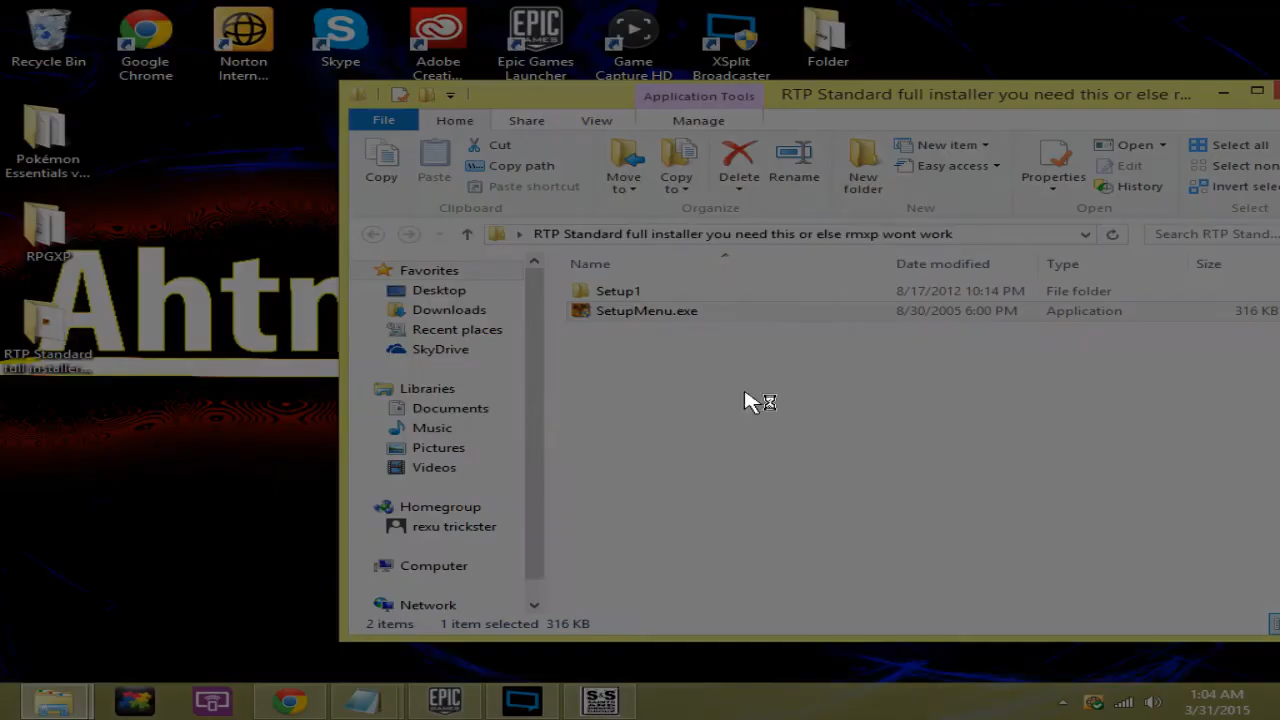 Recycle Bin
Google Chrome
Norton Intern...
Skype
Adobe Creati...
Epic Games Launcher
Game Capture HD
XSplit Broadcaster
Folder
EPIC GAMES
Pokémon Essentials v...
RPGXP
RTP Standard full installer...
Ahtr
Application Tools
RTP Standard full installer you need this or else r...
File
Home
Share
View
Manage
Copy
Paste
Cut
Copy path
Paste shortcut
Clipboard
Move to
Copy to
Delete
Rename
Organize
New folder
New item
Easy access
New
Properties
Open
Edit
History
Open
Select all
Select non
Invert selec
Select
RTP Standard full installer you need this or else rmxp wont work
Search RTP Stand...
Name
Date modified
Type
Size
Setup1
8/17/2012 10:14 PM
File folder
SetupMenu.exe
8/30/2005 6:00 PM
Application
316 KB
Favorites
Desktop
Downloads
Recent places
SkyDrive
Libraries
Documents
Music
Pictures
Videos
Homegroup
rexu trickster
Computer
Network
2 items
1 item selected 316 KB
EPIC
S&S
1:04 AM
3/31/2015